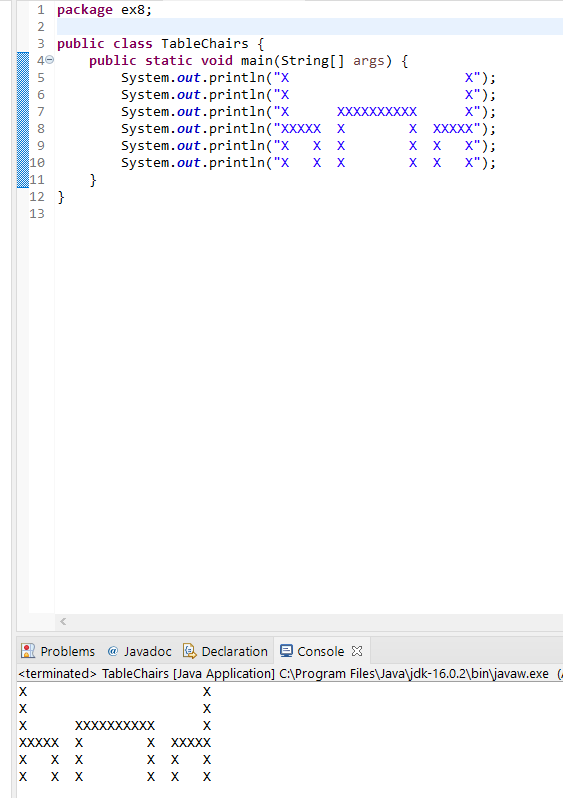 1 package ex8;
2
3 public class TableChairs {
4     public static void main(String[] args) {
5         System.out.println("X                      X");
6         System.out.println("X                      X");
7         System.out.println("X      XXXXXXXXXX      X");
8         System.out.println("XXXXX  X        X  XXXXX");
9         System.out.println("X   X  X        X  X   X");
10         System.out.println("X   X  X        X  X   X");
11     }
12 }
13
Problems @ Javadoc Declaration Console
<terminated> TableChairs [Java Application] C:\Program Files\Java\jdk-16.0.2\bin\javaw.exe (
X                      X
X                      X
X      XXXXXXXXXX      X
XXXXX  X        X  XXXXX
X   X  X        X  X   X
X   X  X        X  X   X